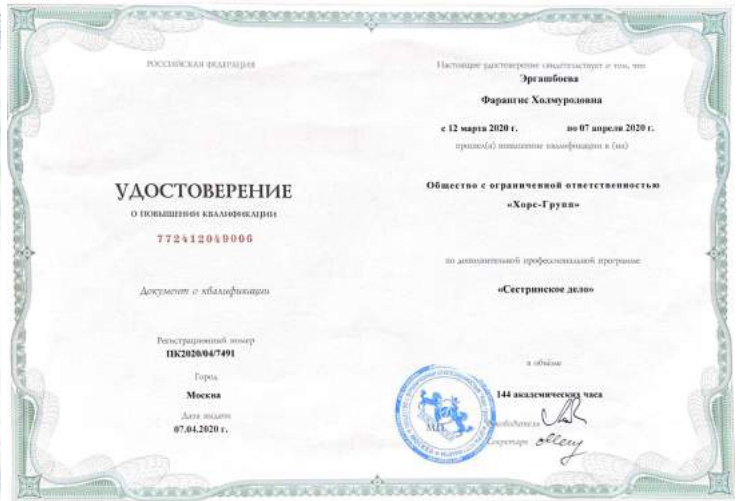 РОССИЙСКАЯ ФЕДЕРАЦИЯ
УДОСТОВЕРЕНИЕ
О ПОВЫШЕНИИ КВАЛИФИКАЦИИ
772412049006
Документ о квалификации
Регистрационный номер
ПК2020/04/7491
Город
Москва
Дата выдачи
07.04.2020 г.
Настоящее удостоверение свидетельствует о том, что
Эргашбоева
Фарангис Холмуродовна
с 12 марта 2020 г. по 07 апреля 2020 г.
прошел(а) повышение квалификации в (на)
Общество с ограниченной ответственностью
«Хорс-Групп»
по дополнительной профессиональной программе
«Сестринское дело»
в объёме
144 академических часа
М.П.
Руководитель
Секретарь